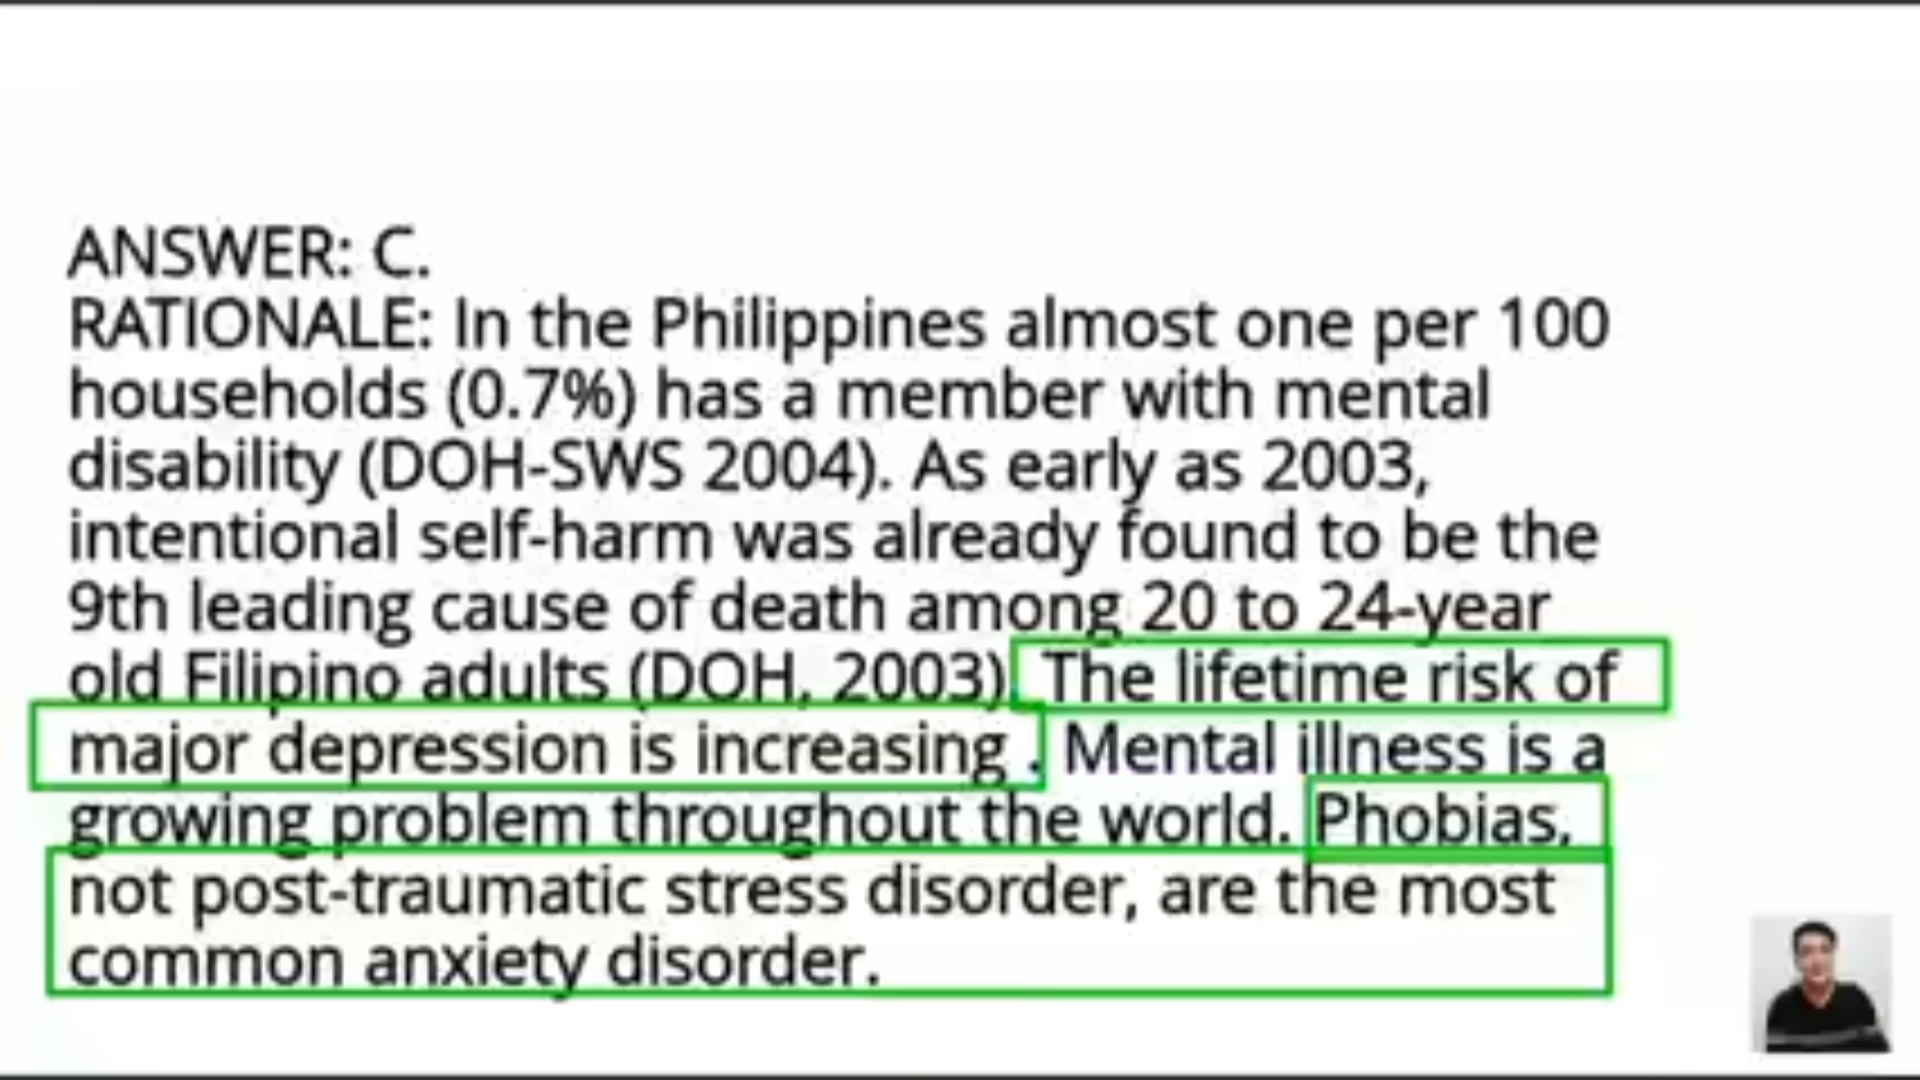 ANSWER: C.
RATIONALE: In the Philippines almost one per 100
households (0.7%) has a member with mental
disability (DOH-SWS 2004). As early as 2003,
intentional self-harm was already found to be the
9th leading cause of death among 20 to 24-year
old Filipino adults (DOH, 2003). The lifetime risk of
major depression is increasing . Mental illness is a
growing problem throughout the world. Phobias,
not post-traumatic stress disorder, are the most
common anxiety disorder.